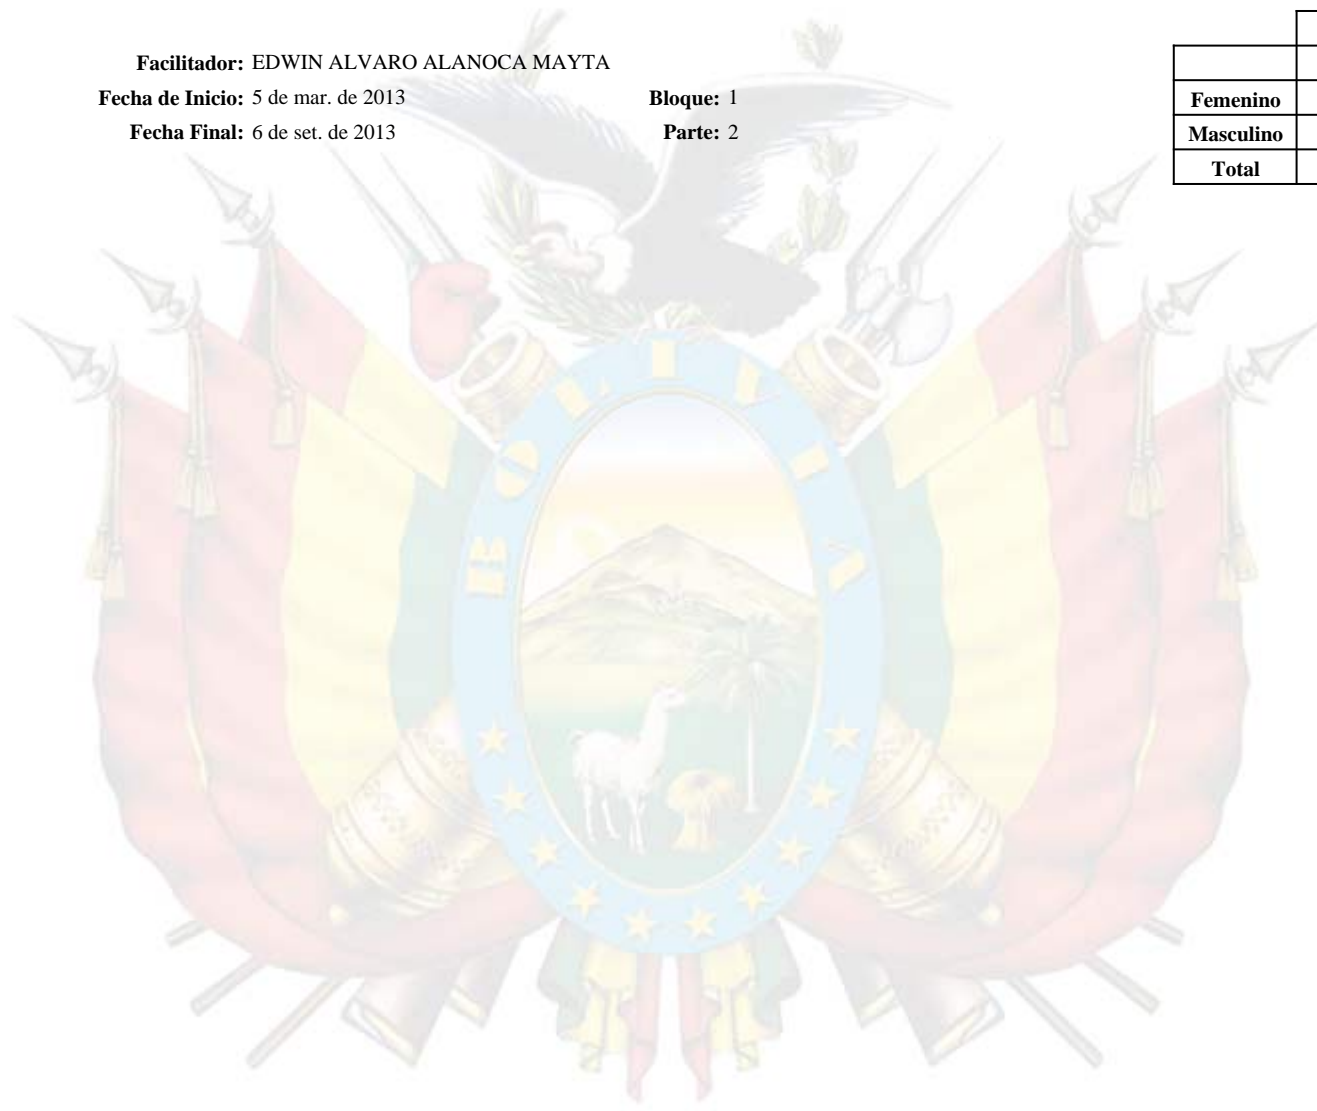 Facilitador: EDWIN ALVARO ALANOCA MAYTA
Fecha de Inicio: 5 de mar. de 2013 Bloque: 1
Fecha Final: 6 de set. de 2013 Parte: 2
Femenino
Masculino
Total
BOLIVIA